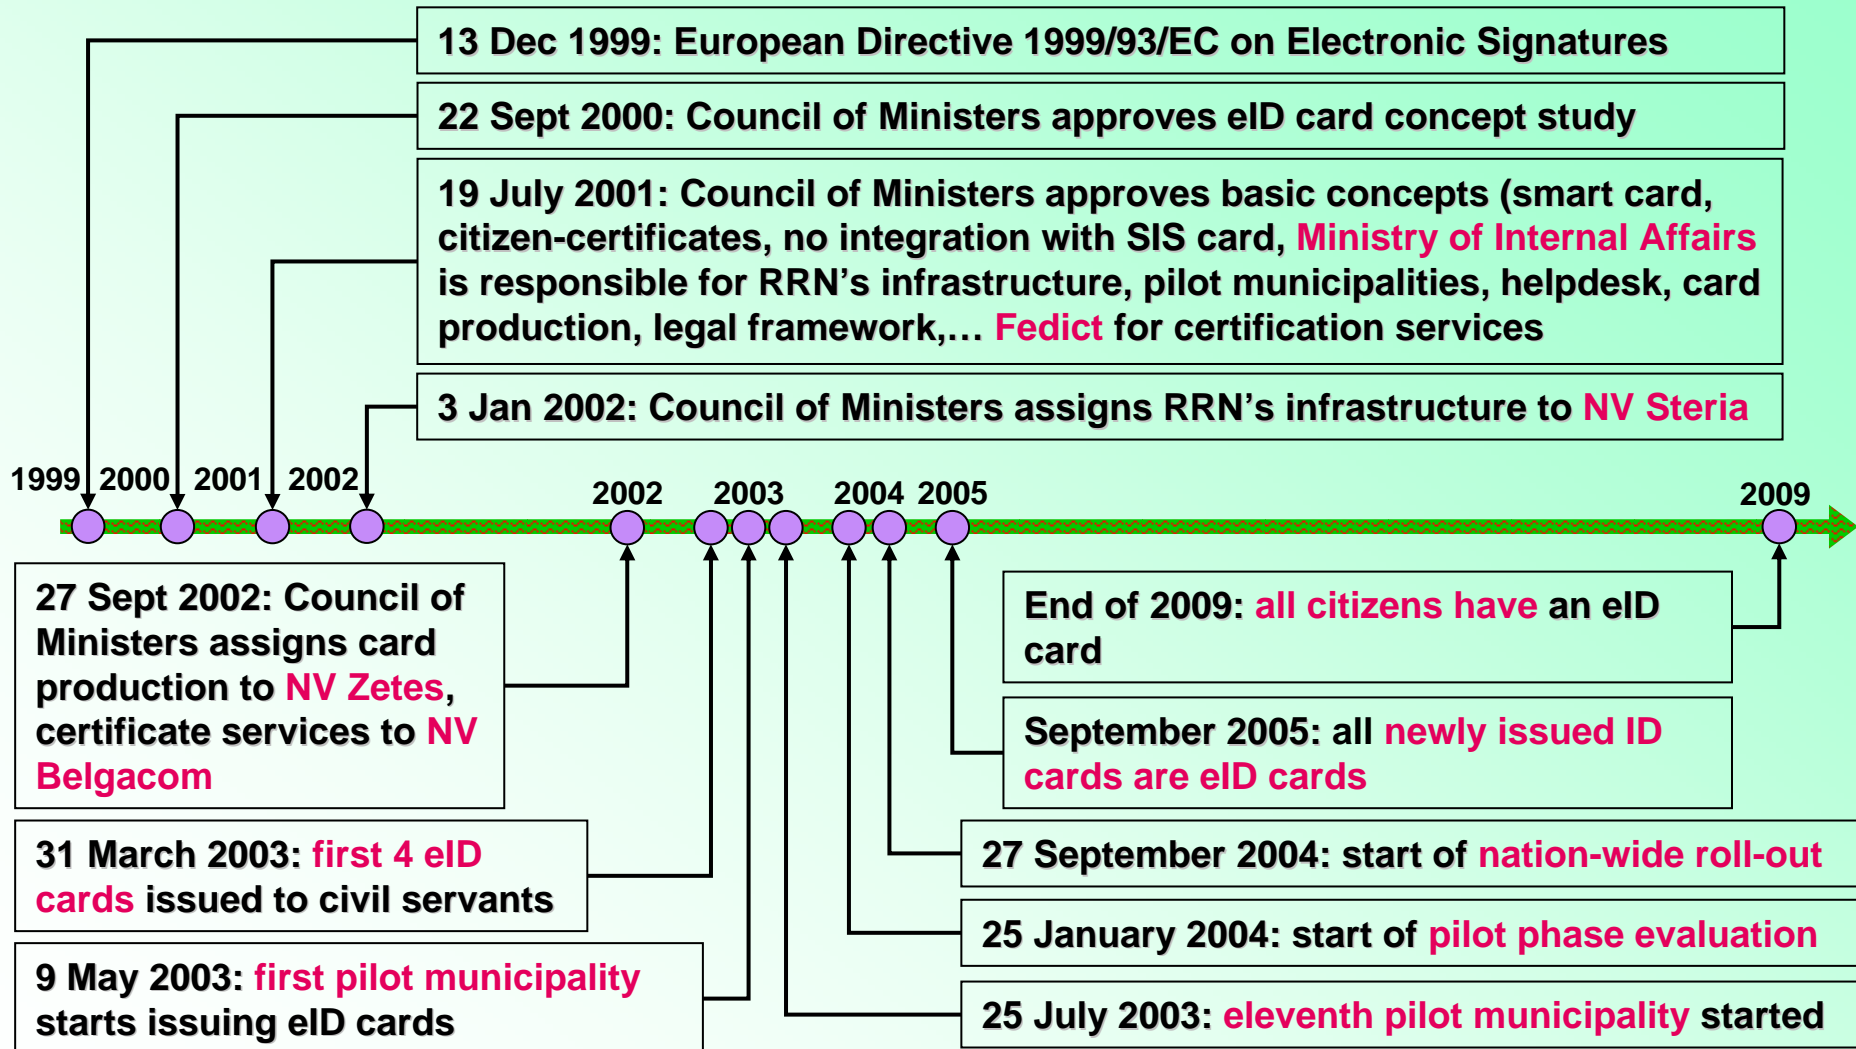 13 Dec 1999: European Directive 1999/93/EC on Electronic Signatures
22 Sept 2000: Council of Ministers approves eID card concept study
19 July 2001: Council of Ministers approves basic concepts (smart card,
citizen-certificates, no integration with SIS card, Ministry of Internal Affairs
is responsible for RRN’s infrastructure, pilot municipalities, helpdesk, card
production, legal framework,… Fedict for certification services
3 Jan 2002: Council of Ministers assigns RRN’s infrastructure to NV Steria
1999 2000 2001 2002 2002 2003 2004 2005 2009
27 Sept 2002: Council of
Ministers assigns card
production to NV Zetes,
certificate services to NV
Belgacom
31 March 2003: first 4 eID
cards issued to civil servants
9 May 2003: first pilot municipality
starts issuing eID cards
End of 2009: all citizens have an eID
card
September 2005: all newly issued ID
cards are eID cards
27 September 2004: start of nation-wide roll-out
25 January 2004: start of pilot phase evaluation
25 July 2003: eleventh pilot municipality started